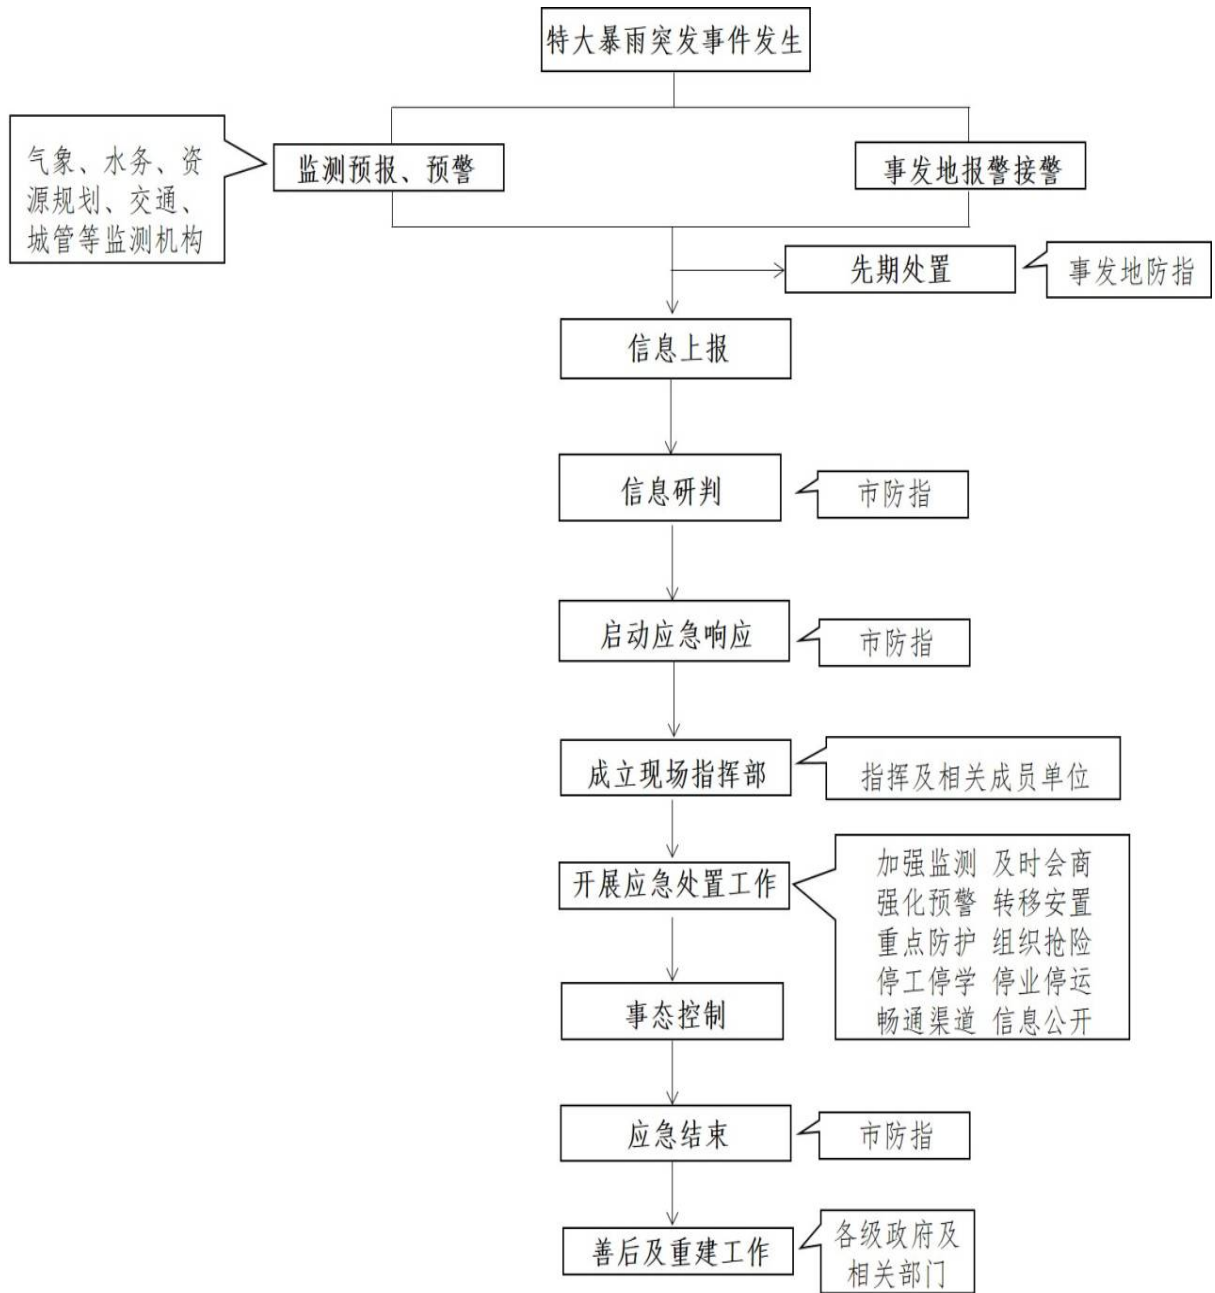 特大暴雨突发事件发生
气象、水务、资
源规划、交通、
城管等监测机构
监测预报、预警
事发地报警接警
先期处置
事发地防指
信息上报
信息研判
市防指
启动应急响应
市防指
成立现场指挥部
指挥及相关成员单位
开展应急处置工作
加强监测 及时会商
强化预警 转移安置
重点防护 组织抢险
停工停学 停业停运
畅通渠道 信息公开
事态控制
应急结束
市防指
善后及重建工作
各级政府及
相关部门